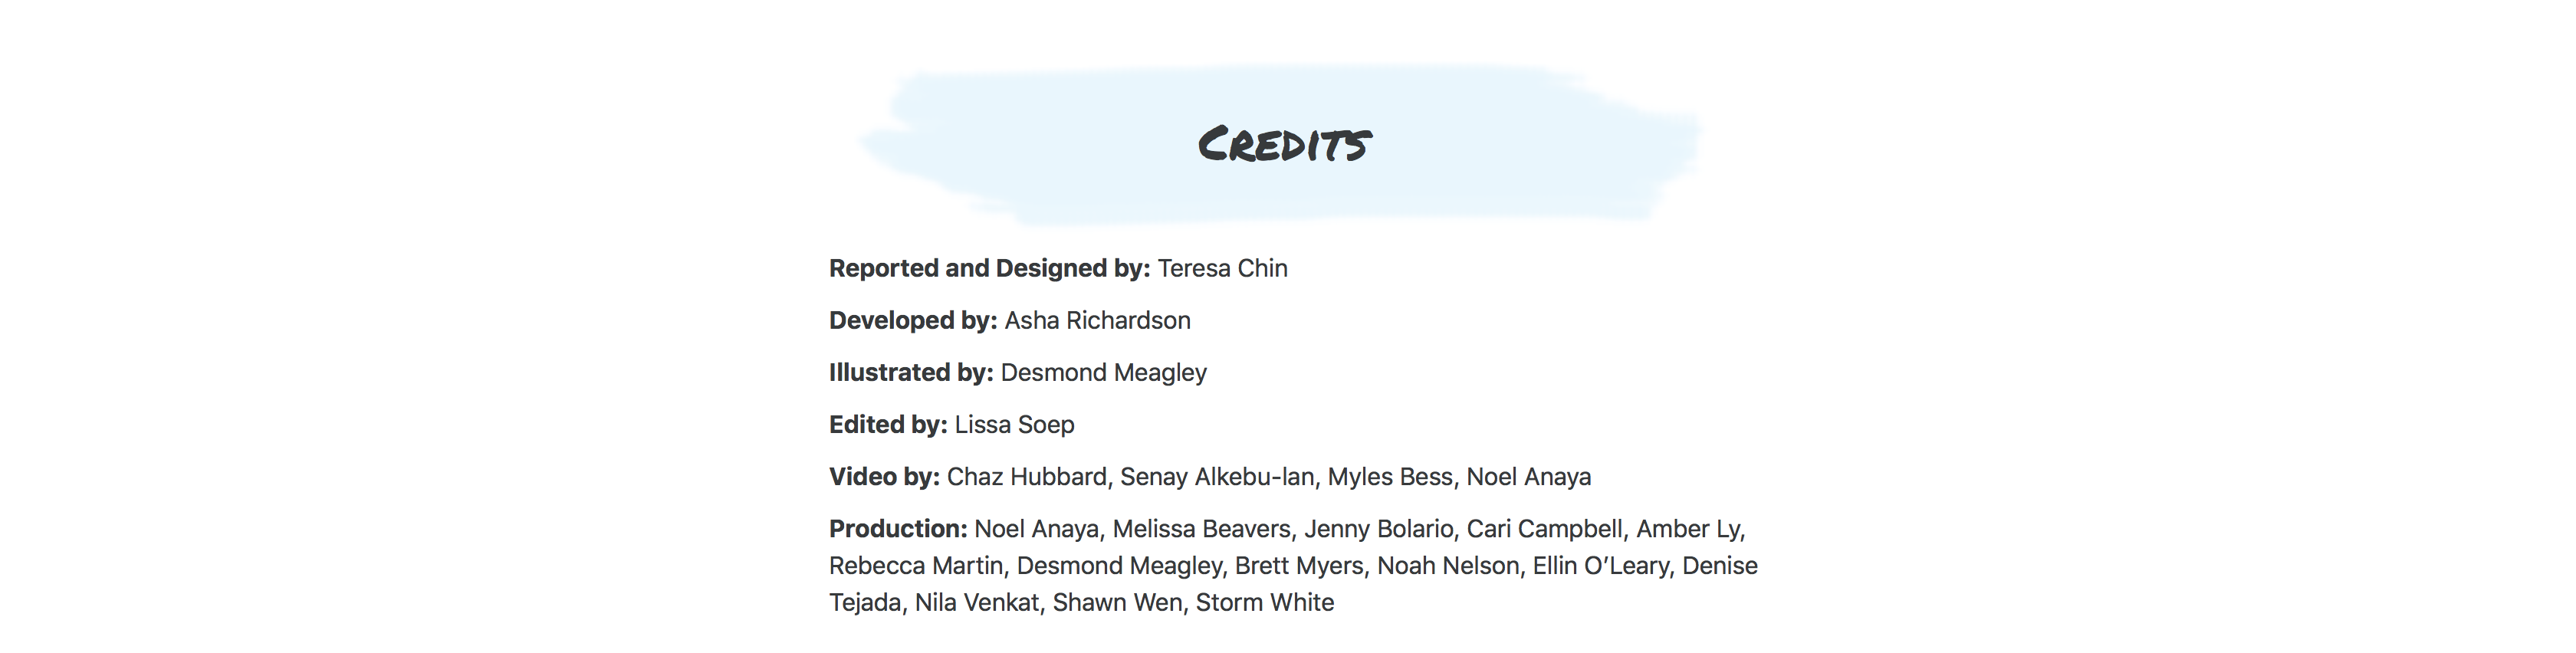 Credits
Reported and Designed by: Teresa Chin
Developed by: Asha Richardson
Illustrated by: Desmond Meagley
Edited by: Lissa Soep
Video by: Chaz Hubbard, Senay Alkebu-lan, Myles Bess, Noel Anaya
Production: Noel Anaya, Melissa Beavers, Jenny Bolario, Cari Campbell, Amber Ly,
Rebecca Martin, Desmond Meagley, Brett Myers, Noah Nelson, Ellin O’Leary, Denise
Tejada, Nila Venkat, Shawn Wen, Storm White